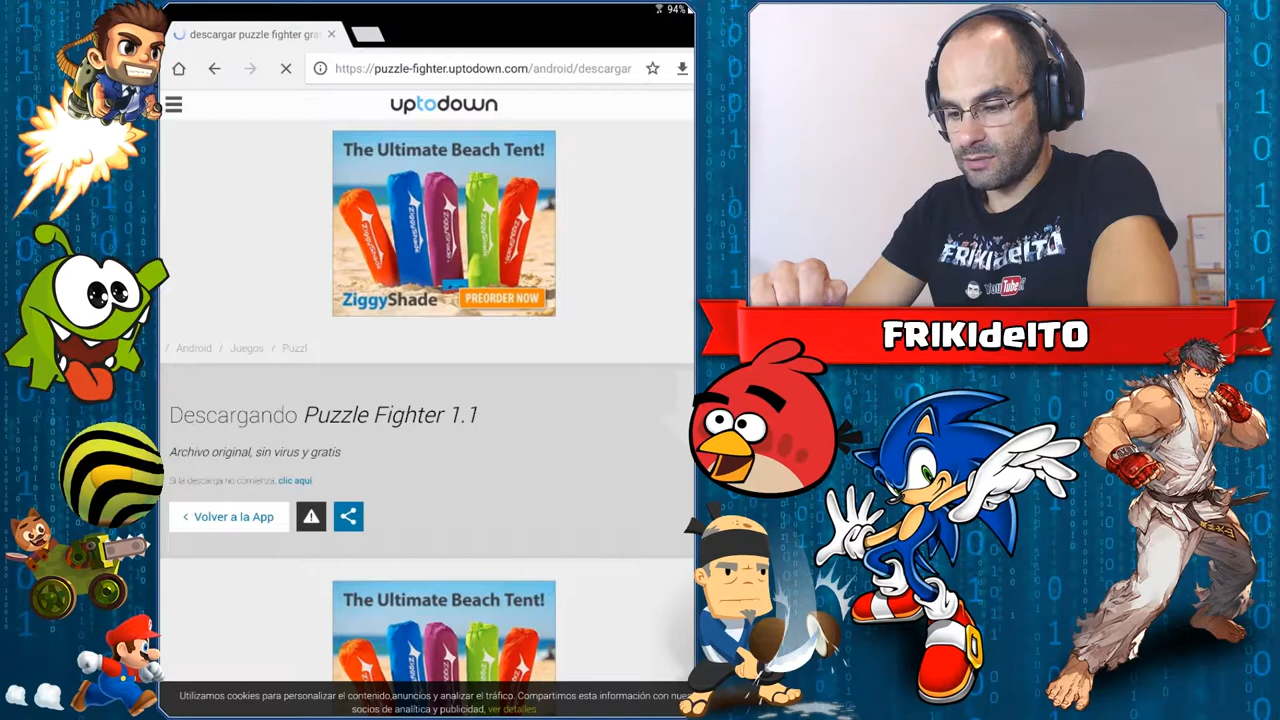 94%
descargar puzzle fighter gra
https://puzzle-fighter.uptodown.com/android/descargar
uptodown
The Ultimate Beach Tent!
ZiggyShade
PREORDER NOW
/ Android / Juegos / Puzzl
Descargando Puzzle Fighter 1.1
Archivo original, sin virus y gratis
Si la descarga no comienza, clic aquí
Volver a la App
The Ultimate Beach Tent!
Utilizamos cookies para personalizar el contenido,anuncios y analizar el tráfico. Compartimos esta información con nues
socios de analítica y publicidad, ver detalles
FRIKIdelTO
YouTube
FRIKIdelTO